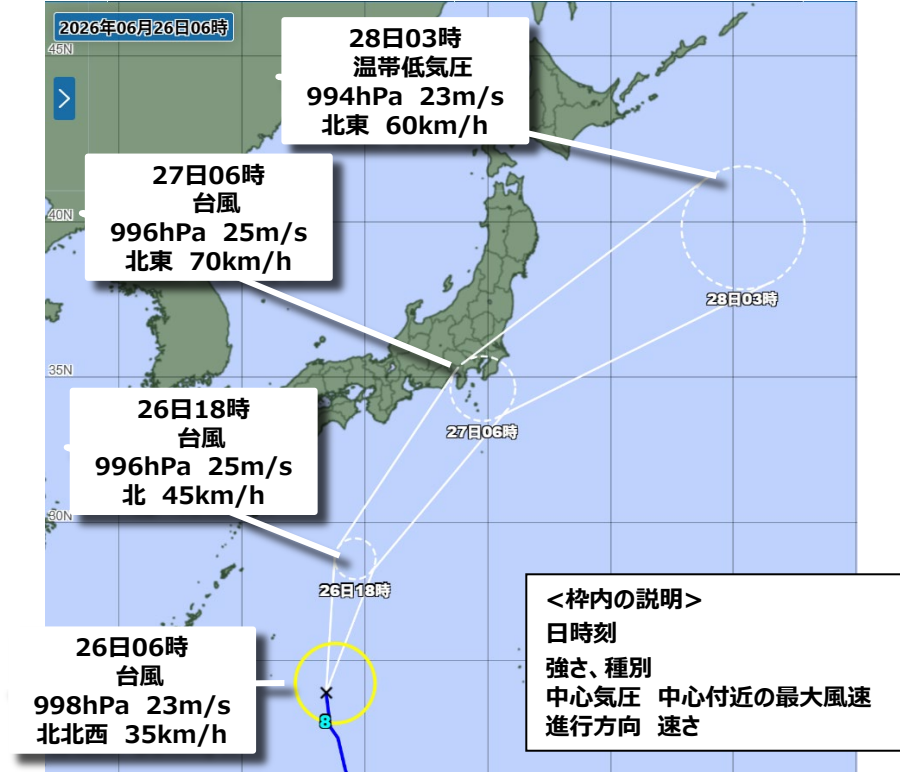 2026年06月26日06時
45N
28日03時
温帯低気圧
994hPa 23m/s
北東 60km/h
27日06時
台風
996hPa 25m/s
北東 70km/h
40N
28日03時
35N
27日06時
26日18時
台風
996hPa 25m/s
北 45km/h
30N
26日18時
26日06時
台風
998hPa 23m/s
北北西 35km/h
8
<枠内の説明>
日時刻
強さ、種別
中心気圧 中心付近の最大風速
進行方向 速さ